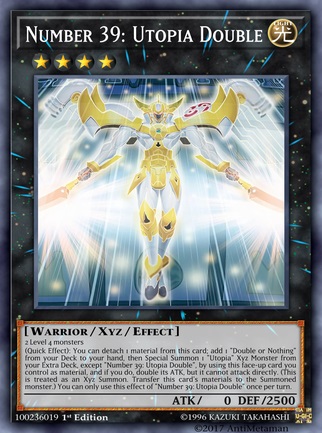 NUMBER 39: UTOPIA DOUBLE
LIGHT
光
39
[WARRIOR / XYZ / EFFECT]
2 Level 4 monsters
(Quick Effect): You can detach 1 material from this card; add 1 "Double or Nothing"
from your Deck to your hand, then Special Summon 1 "Utopia" Xyz Monster from
your Extra Deck, except "Number 39: Utopia Double", by using this face-up card you
control as material, and if you do, double its ATK, but it cannot attack directly. (This
is treated as an Xyz Summon. Transfer this card's materials to the Summoned
monster.) You can only use this effect of "Number 39: Utopia Double" once per turn.
ATK/ 0 DEF/2500
100236019 1st Edition ©1996 KAZUKI TAKAHASHI
©2017 AntiMetaman